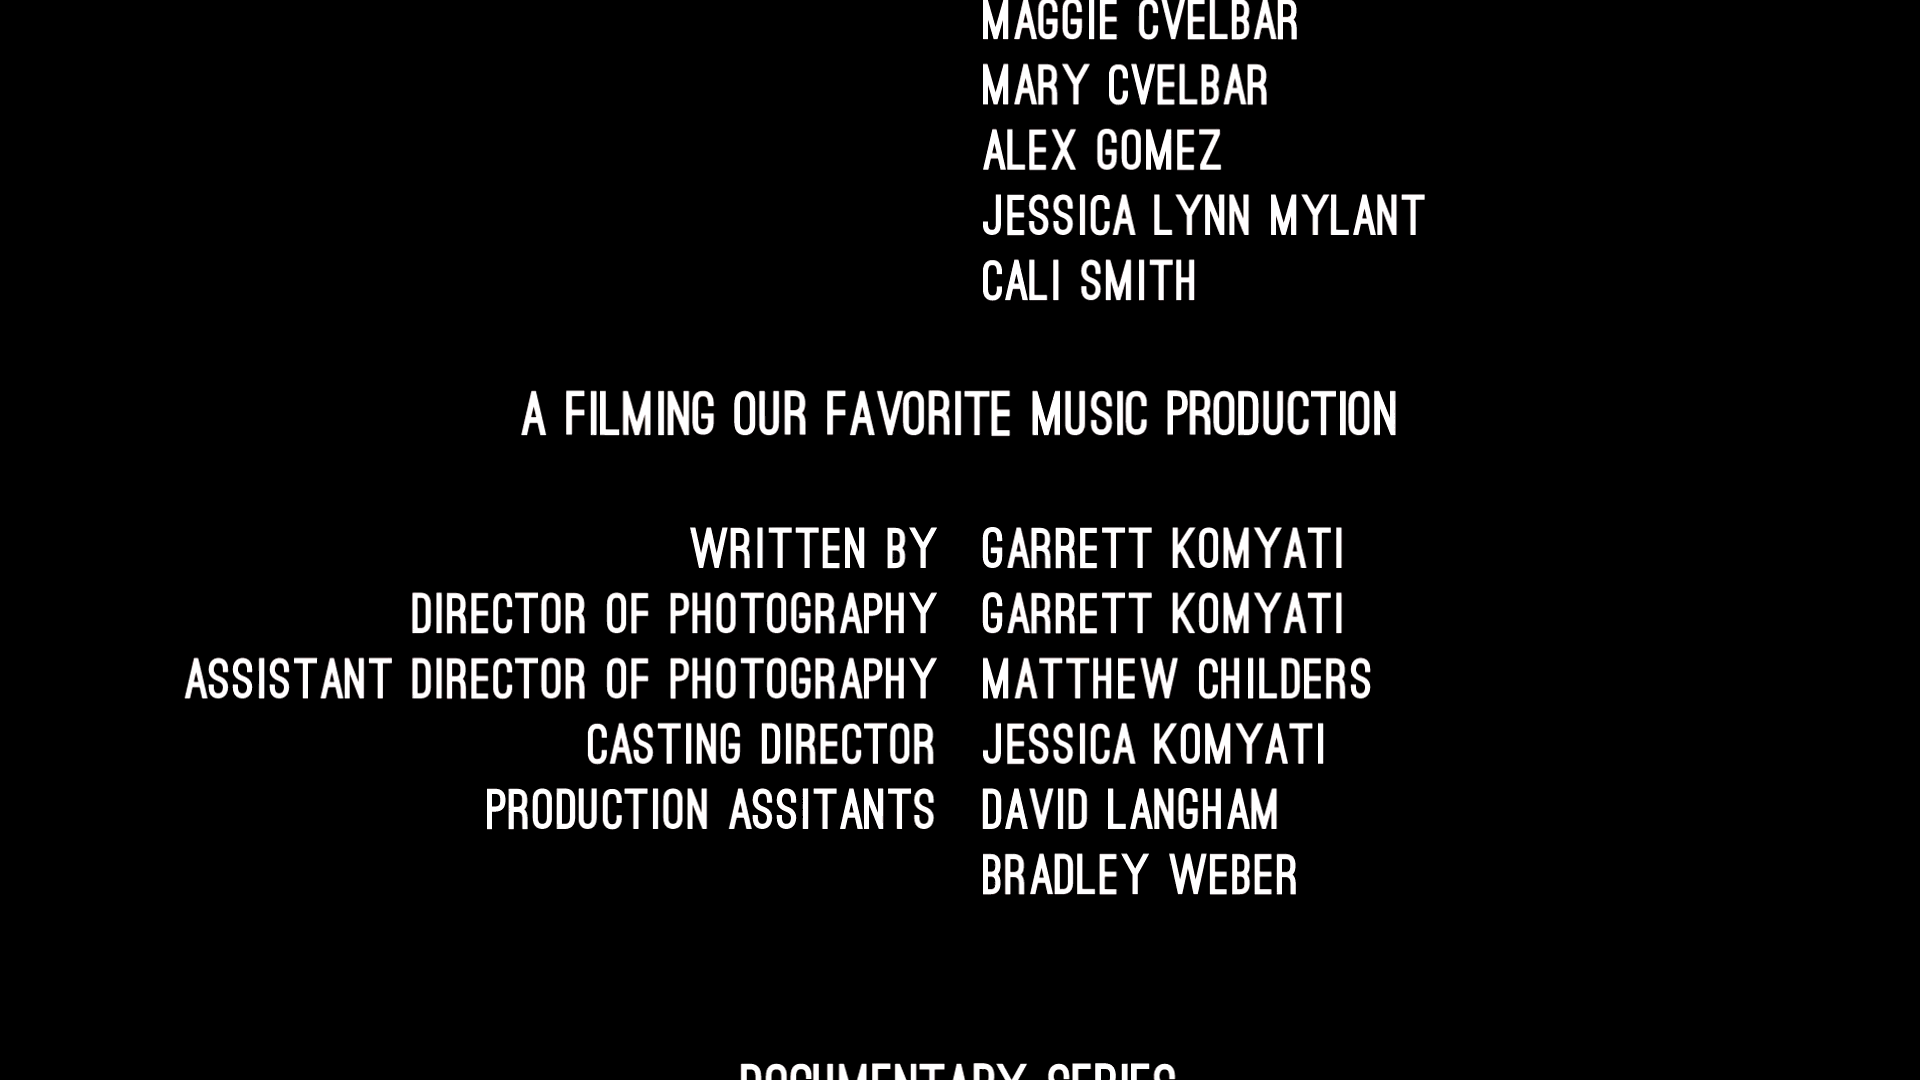 MAGGIE CVELBAR
MARY CVELBAR
ALEX GOMEZ
JESSICA LYNN MYLANT
CALI SMITH
A FILMING OUR FAVORITE MUSIC PRODUCTION
WRITTEN BY GARRETT KOMYATI
DIRECTOR OF PHOTOGRAPHY GARRETT KOMYATI
ASSISTANT DIRECTOR OF PHOTOGRAPHY MATTHEW CHILDERS
CASTING DIRECTOR JESSICA KOMYATI
PRODUCTION ASSITANTS DAVID LANGHAM
BRADLEY WEBER
DOCUMENTARY SERIES